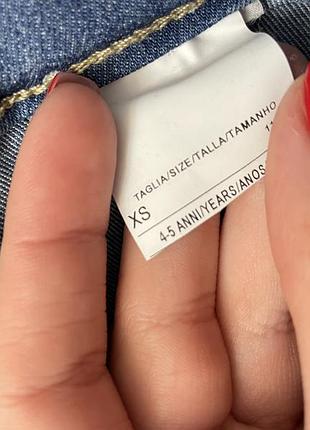 TAGLIA/SIZE/TALLA/TAMANHO
XS
4-5 ANNI/YEARS/ANOS